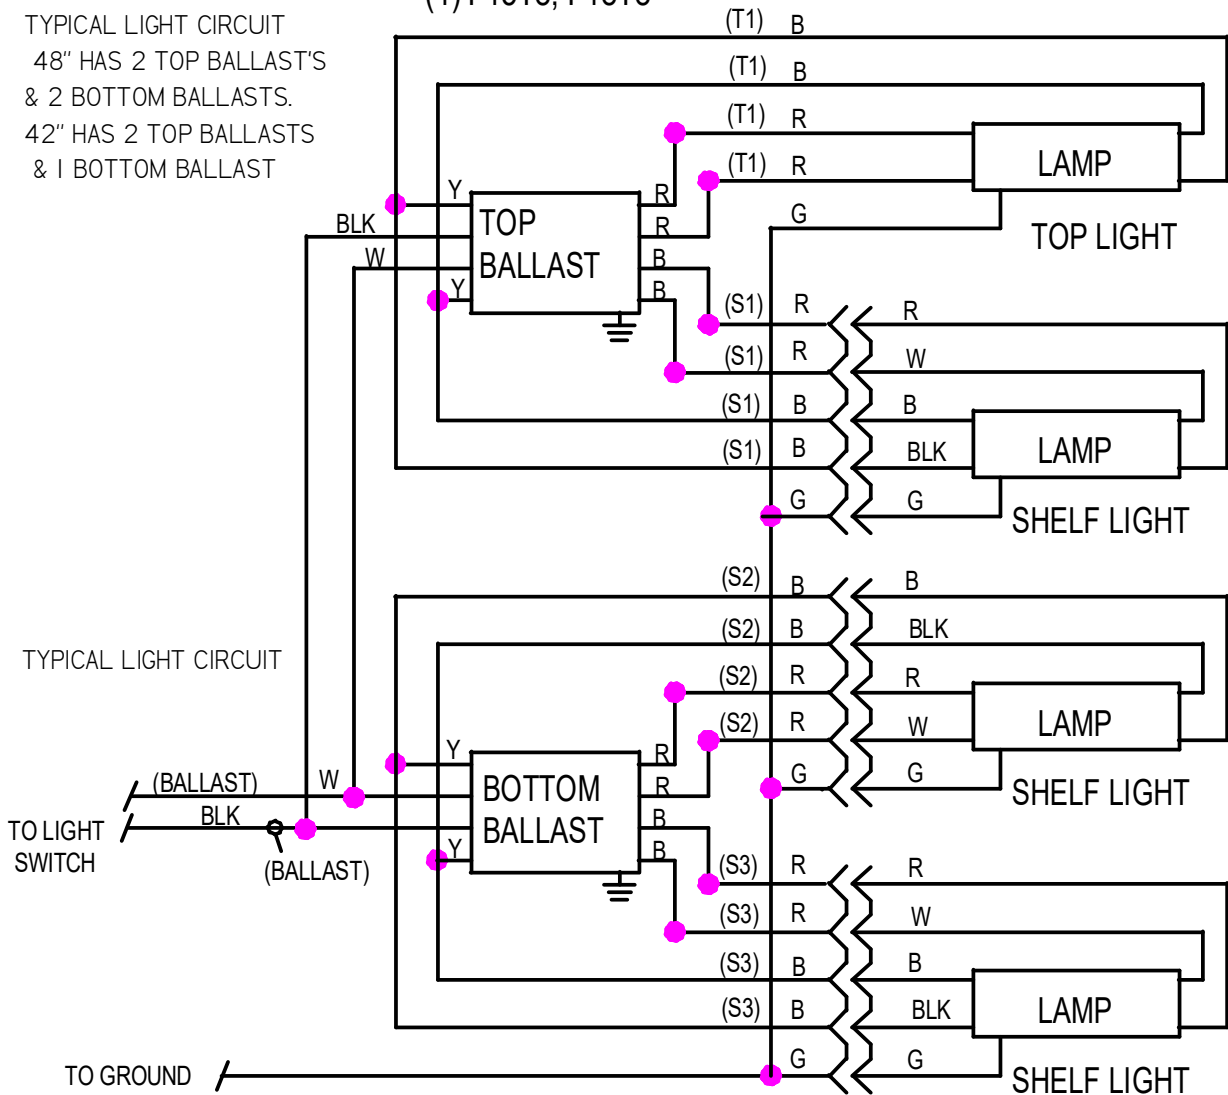 TYPICAL LIGHT CIRCUIT
48" HAS 2 TOP BALLAST'S
& 2 BOTTOM BALLASTS.
42" HAS 2 TOP BALLASTS
& I BOTTOM BALLAST
(T1) B
(T1) B
(T1) R
(T1) R
G
LAMP
TOP LIGHT
Y
BLK
W
Y
TOP
BALLAST
R
R
B
B
(S1) R R
(S1) R W
(S1) B B
(S1) B BLK
G G
LAMP
SHELF LIGHT
(S2) B B
(S2) B BLK
(S2) R R
(S2) R W
G G
LAMP
SHELF LIGHT
TYPICAL LIGHT CIRCUIT
Y
(BALLAST) W
BLK
TO LIGHT
SWITCH
(BALLAST)
Y
BOTTOM
BALLAST
R
R
B
B
(S3) R R
(S3) R W
(S3) B B
(S3) B BLK
G G
LAMP
SHELF LIGHT
TO GROUND